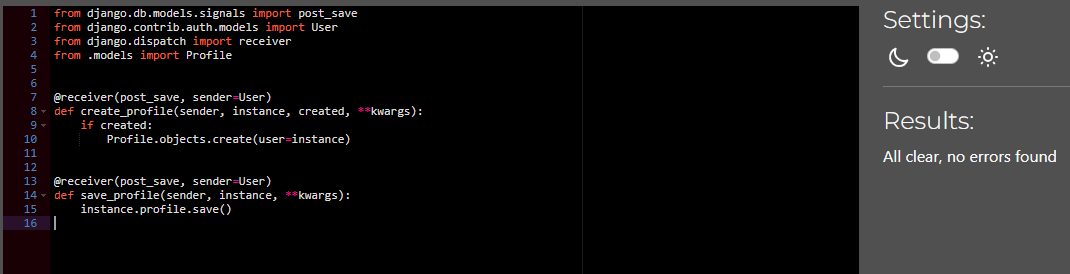 1 from django.db.models.signals import post_save
2 from django.contrib.auth.models import User
3 from django.dispatch import receiver
4 from .models import Profile
5
6
7 @receiver(post_save, sender=User)
8 def create_profile(sender, instance, created, **kwargs):
9     if created:
10         Profile.objects.create(user=instance)
11
12
13 @receiver(post_save, sender=User)
14 def save_profile(sender, instance, **kwargs):
15     instance.profile.save()
16
Settings:
Results:
All clear, no errors found